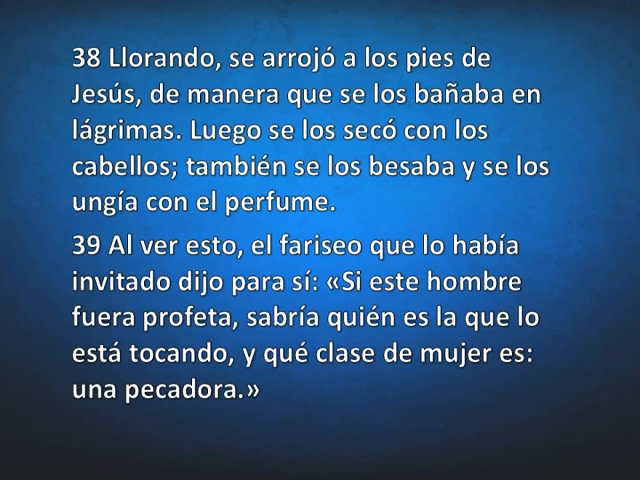 38 Llorando, se arrojó a los pies de
Jesús, de manera que se los bañaba en
lágrimas. Luego se los secó con los
cabellos; también se los besaba y se los
ungía con el perfume.
39 Al ver esto, el fariseo que lo había
invitado dijo para sí: «Si este hombre
fuera profeta, sabría quién es la que lo
está tocando, y qué clase de mujer es:
una pecadora.»